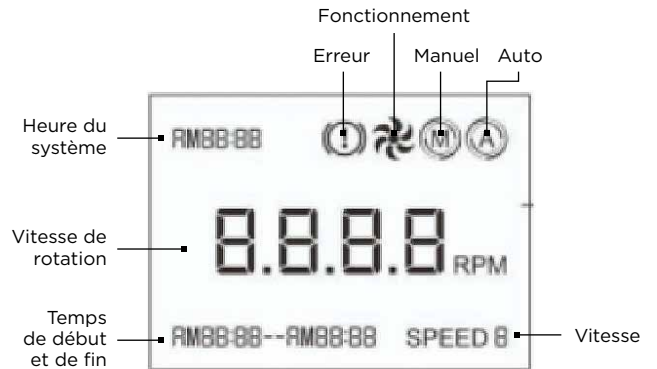 Fonctionnement
Erreur Manuel Auto
Heure du
système
AM88:88
M A
Vitesse de
rotation
8.8.8.8 RPM
Temps
de début
et de fin
AM88:88--AM88:88 SPEED 8
Vitesse